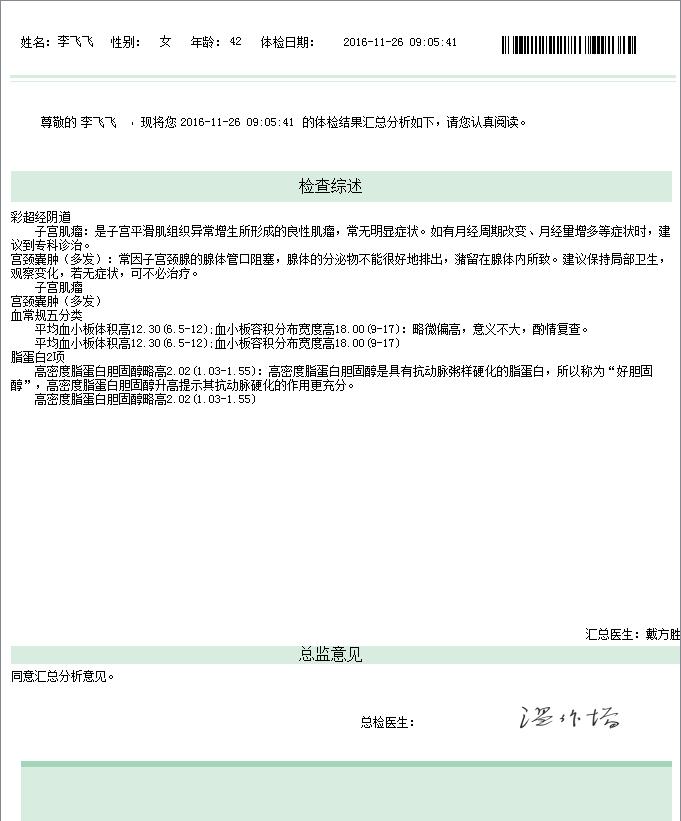 姓名：李飞飞 性别： 女 年龄：42 体检日期： 2016-11-26 09:05:41
尊敬的 李飞飞 ，现将您 2016-11-26 09:05:41 的体检结果汇总分析如下，请您认真阅读。
检查综述
彩超经阴道
子宫肌瘤：是子宫平滑肌组织异常增生所形成的良性肌瘤，常无明显症状。如有月经周期改变、月经量增多等症状时，建
议到专科诊治。
宫颈囊肿（多发）：常因子宫颈腺的腺体管口阻塞，腺体的分泌物不能很好地排出，潴留在腺体内所致。建议保持局部卫生，
观察变化，若无症状，可不必治疗。
子宫肌瘤
宫颈囊肿（多发）
血常规五分类
平均血小板体积高12.30(6.5-12);血小板容积分布宽度高18.00(9-17)：略微偏高，意义不大，酌情复查。
平均血小板体积高12.30(6.5-12);血小板容积分布宽度高18.00(9-17)
脂蛋白2项
高密度脂蛋白胆固醇略高2.02(1.03-1.55)：高密度脂蛋白胆固醇是具有抗动脉粥样硬化的脂蛋白，所以称为“好胆固
醇”，高密度脂蛋白胆固醇升高提示其抗动脉硬化的作用更充分。
高密度脂蛋白胆固醇略高2.02(1.03-1.55)
汇总医生：戴方胜
总监意见
同意汇总分析意见。
总检医生：